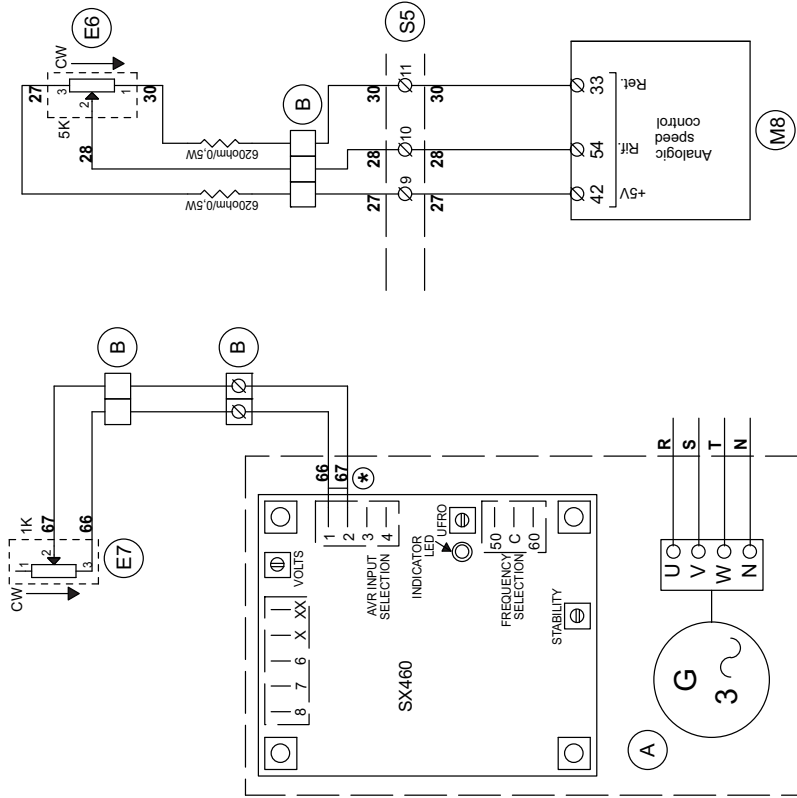 E6
CW
27
3
2
1
30
5K
28
620ohm/0,5W
620ohm/0,5W
B
S5
30
11
30
28
10
28
27
9
27
33
Ret.
54
Rif.
42
+5V
Analogic
speed
control
M8
CW
1
2
3
1K
67
66
E7
B
B
66
67
*
8
7
6
X
XX
VOLTS
1
2
3
4
AVR INPUT
SELECTION
SX460
INDICATOR
LED
UFRO
50
C
60
FREQUENCY
SELECTION
STABILITY
A
G
3
U
V
W
N
R
S
T
N